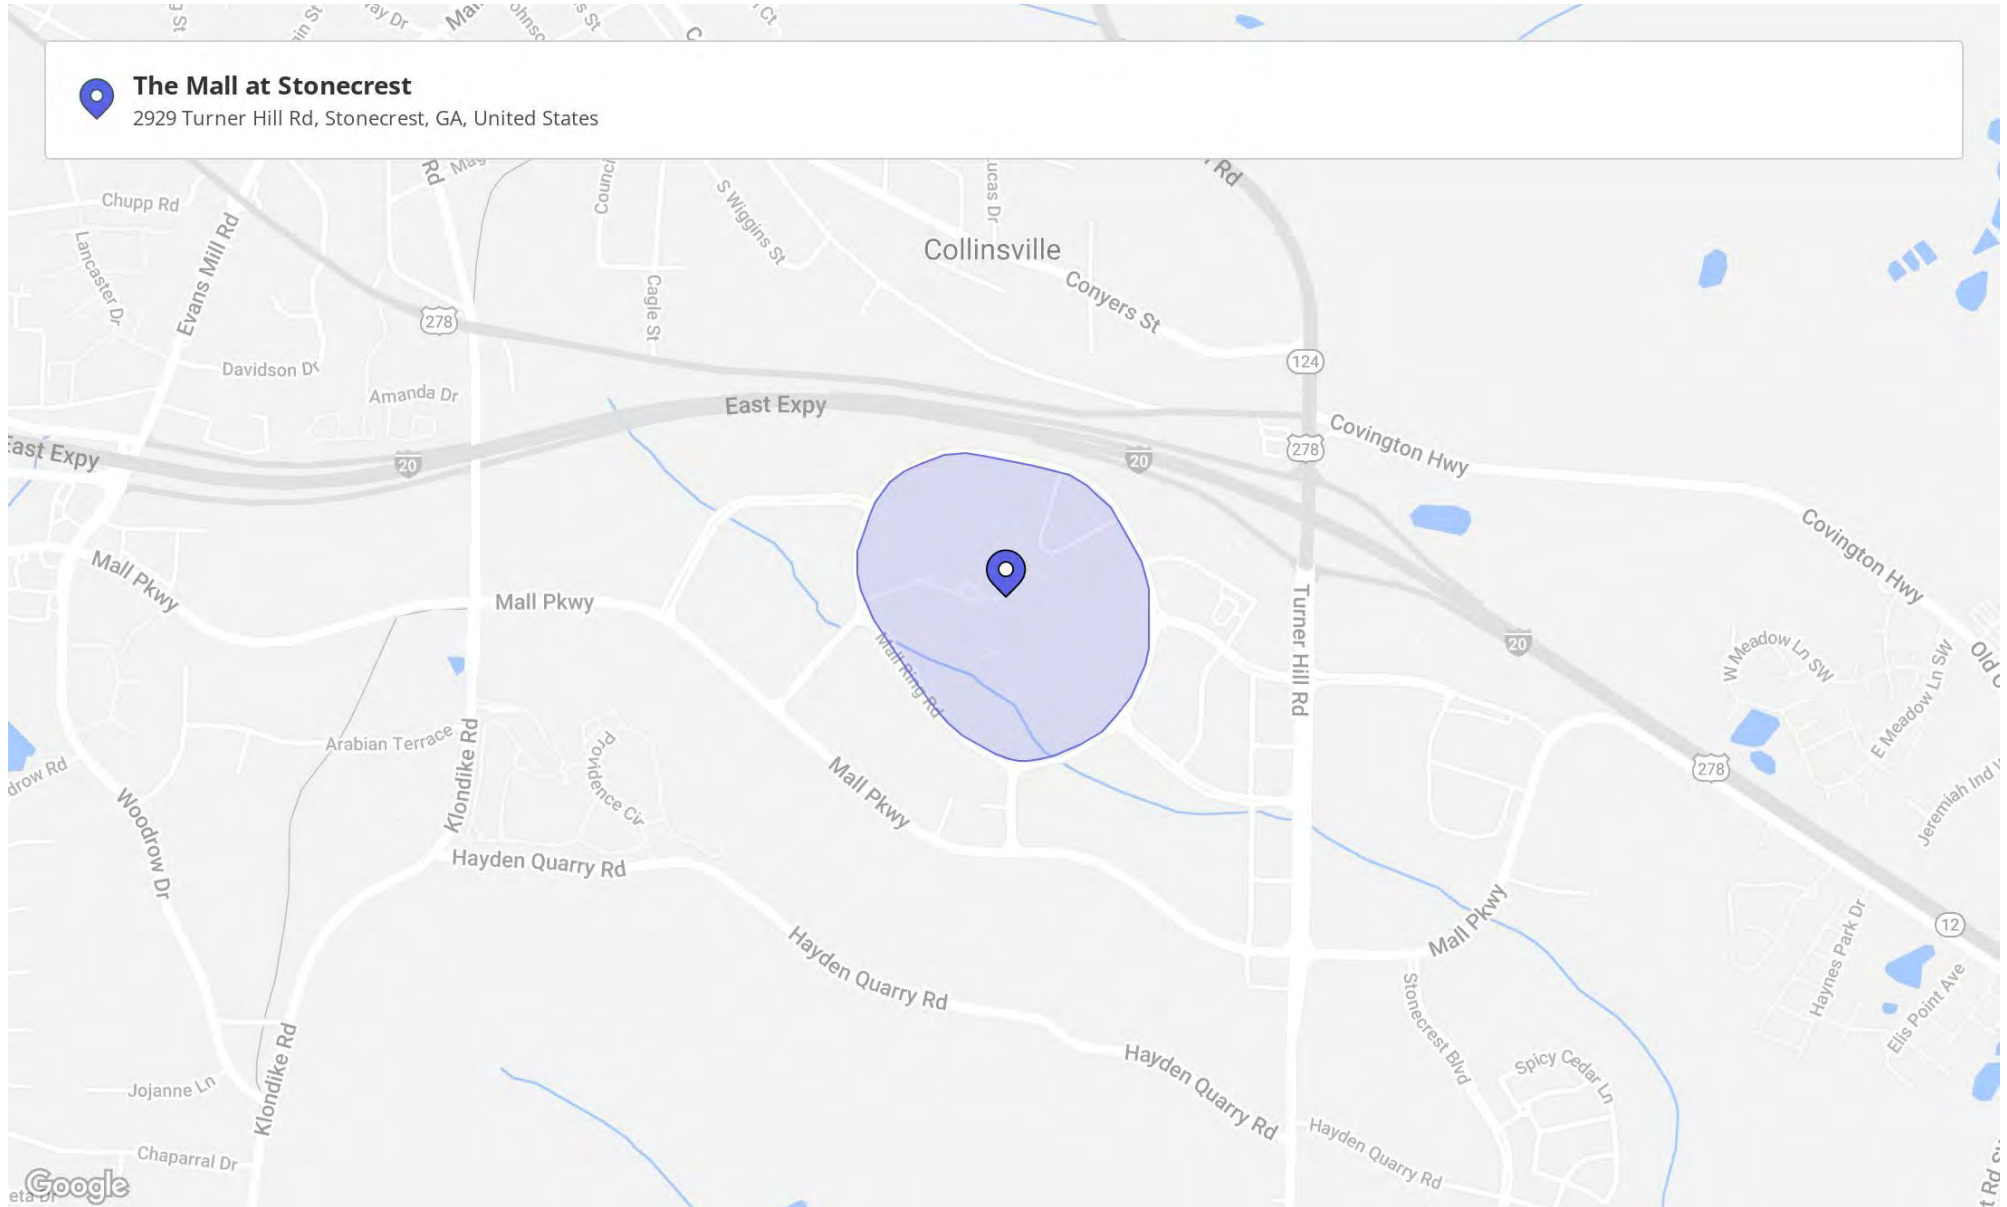 The Mall at Stonecrest
2929 Turner Hill Rd, Stonecrest, GA, United States
Rd
Rd
Chupp Rd
Lancaster Dr
Evans Mill Rd
S Wiggins St
Collinsville
Conyers St
Cagle St
278
124
Davidson Dr
Amanda Dr
East Expy
East Expy
20
20
278
Covington Hwy
Covington Hwy
Mall Pkwy
Mall Pkwy
Turner Hill Rd
20
Mall Ring Rd
W Meadow Ln SW
E Meadow Ln SW
Arabian Terrace
Klondike Rd
Providence Cir
Mall Pkwy
278
Woodrow Dr
Hayden Quarry Rd
Hayden Quarry Rd
Mall Pkwy
12
Haynes Park Dr
Elis Point Ave
Stonecrest Blvd
Klondike Rd
Hayden Quarry Rd
Spicy Cedar Ln
Jojanne Ln
Hayden Quarry Rd
Chaparral Dr
Jeremiah Ind
Old
Google